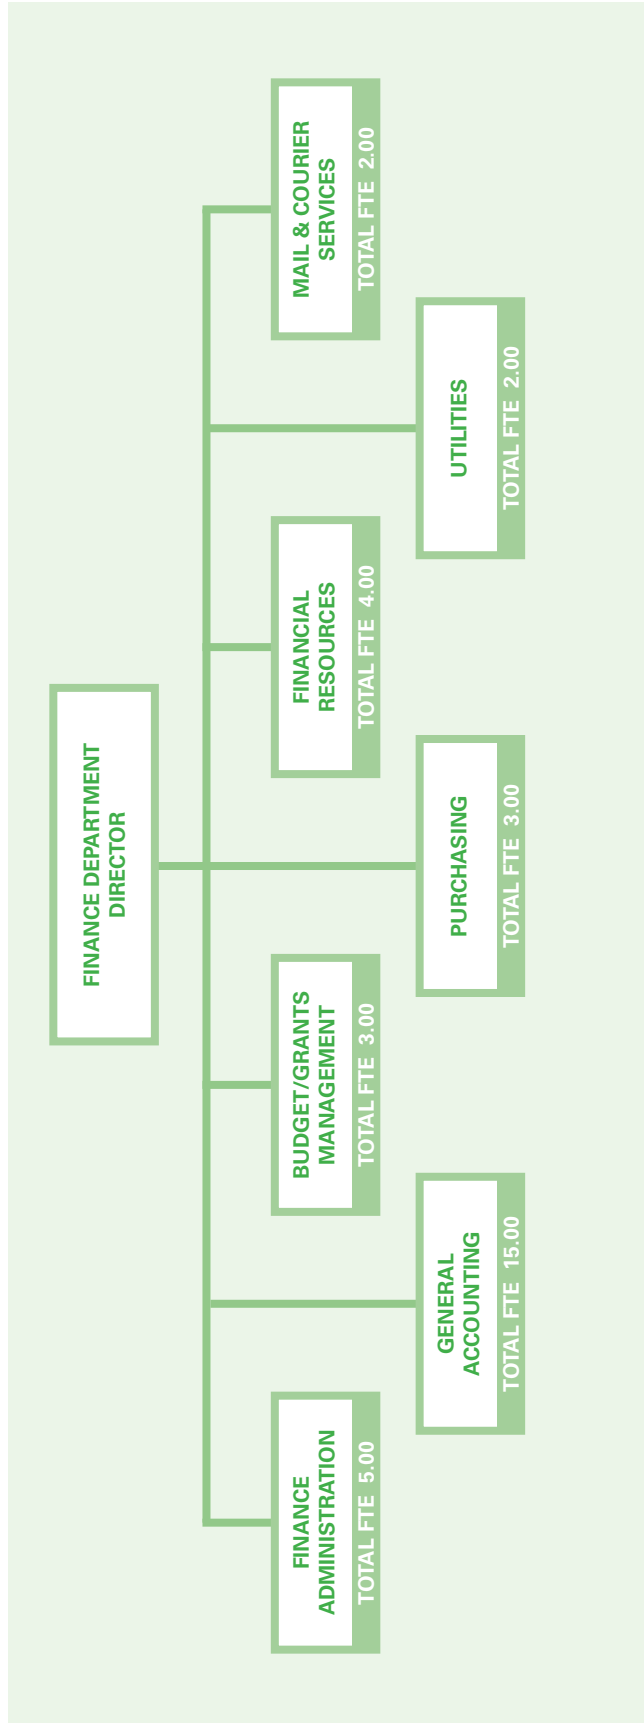 FINANCE DEPARTMENT
DIRECTOR
FINANCE
ADMINISTRATION
TOTAL FTE 5.00
BUDGET/GRANTS
MANAGEMENT
TOTAL FTE 3.00
FINANCIAL
RESOURCES
TOTAL FTE 4.00
MAIL & COURIER
SERVICES
TOTAL FTE 2.00
GENERAL
ACCOUNTING
TOTAL FTE 15.00
PURCHASING
TOTAL FTE 3.00
UTILITIES
TOTAL FTE 2.00